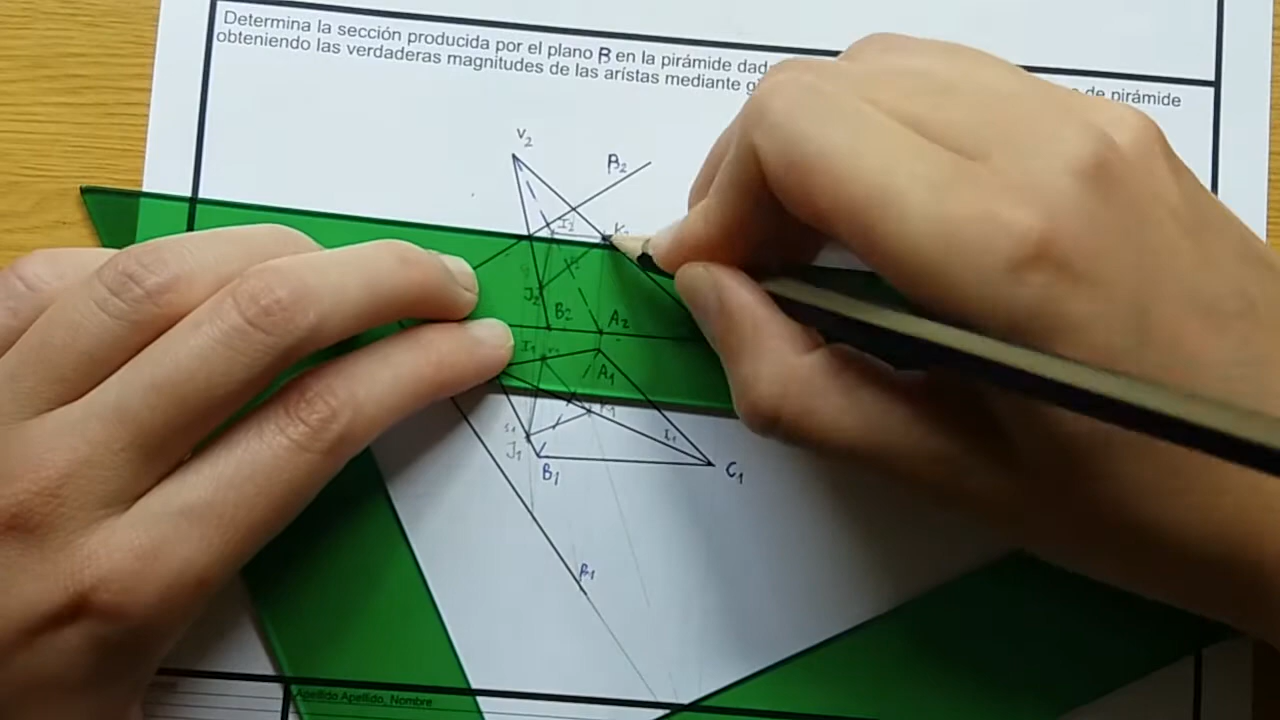 Determina la sección producida por el plano β en la pirámide dad
obteniendo las verdaderas magnitudes de las arístas mediante g
de pirámide
V2
β2
I2
K2
J2
B2
A2
I1
A1
J1
B1
C1
β1
Apellido Apellido, Nombre